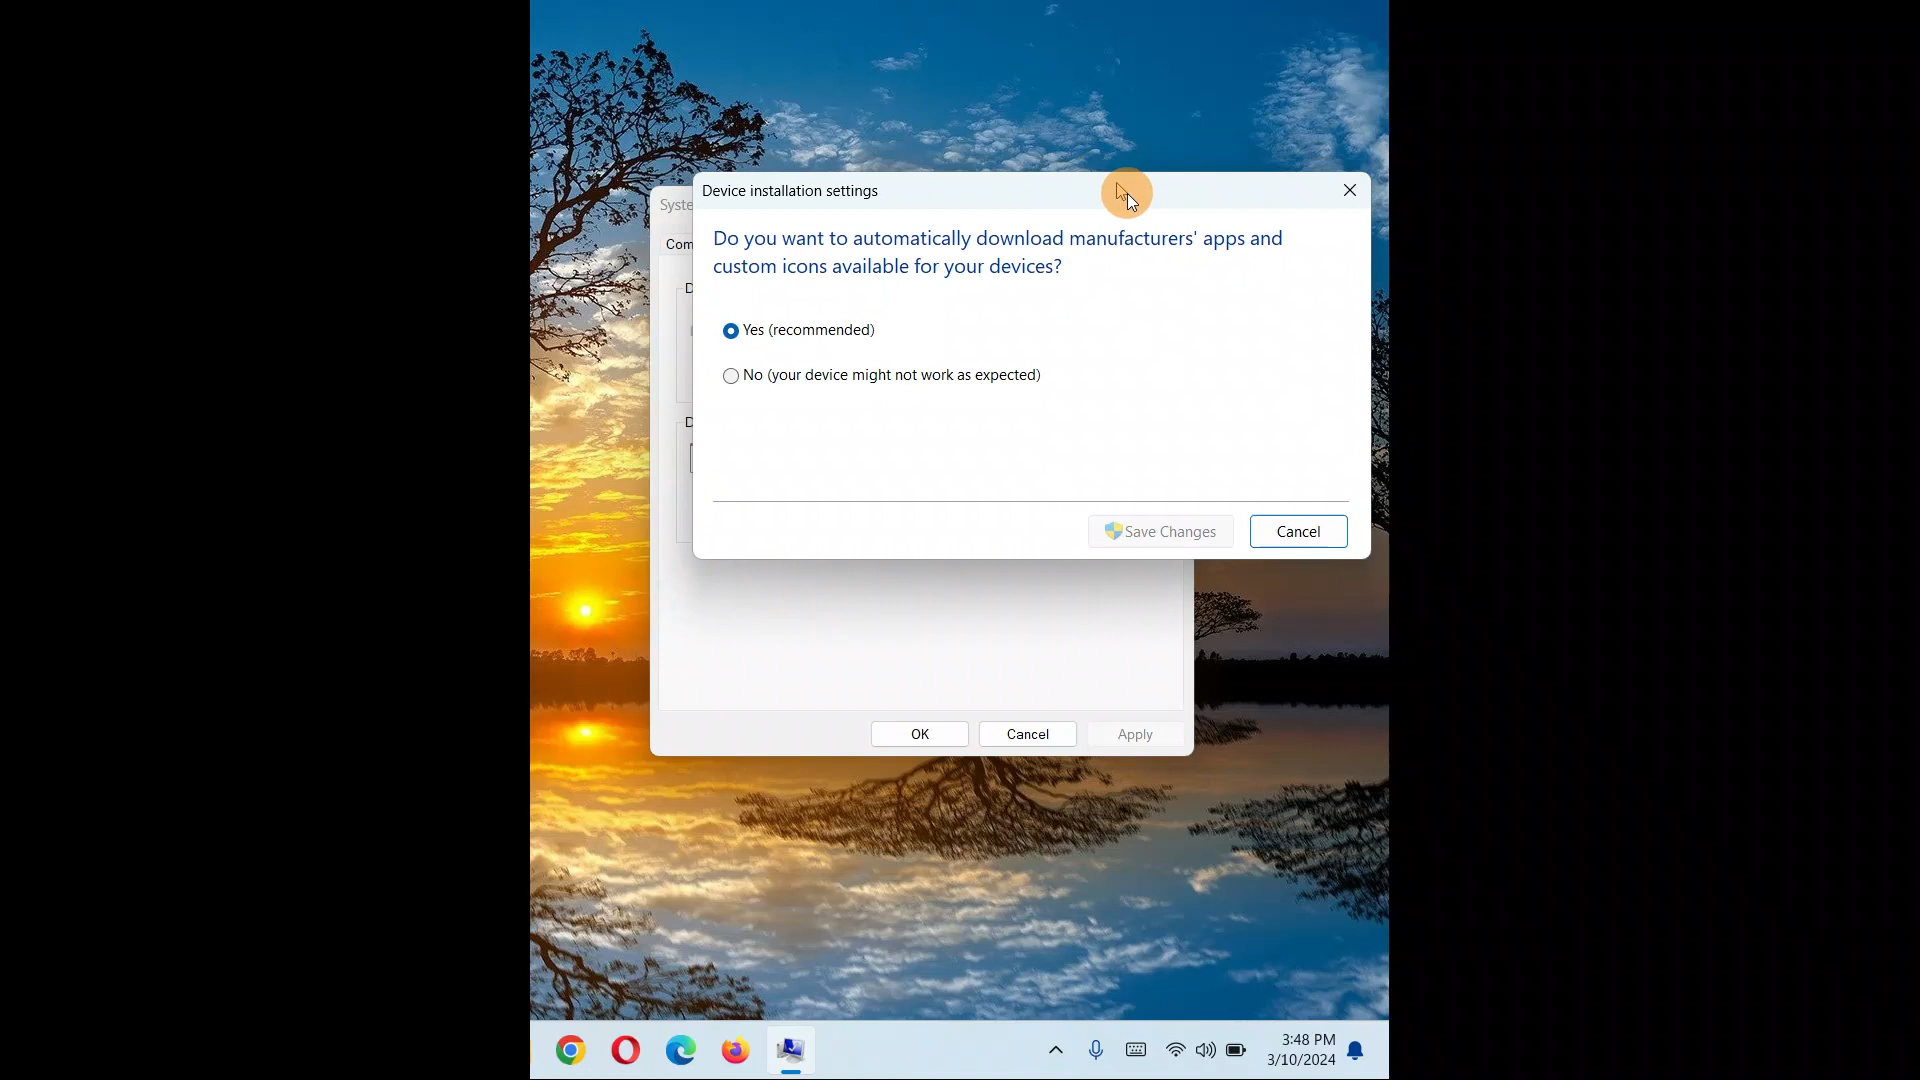 Device installation settings
Syste
Com
Do you want to automatically download manufacturers' apps and
custom icons available for your devices?
D
Yes (recommended)
No (your device might not work as expected)
D
Save Changes
Cancel
OK
Cancel
Apply
3:48 PM
3/10/2024